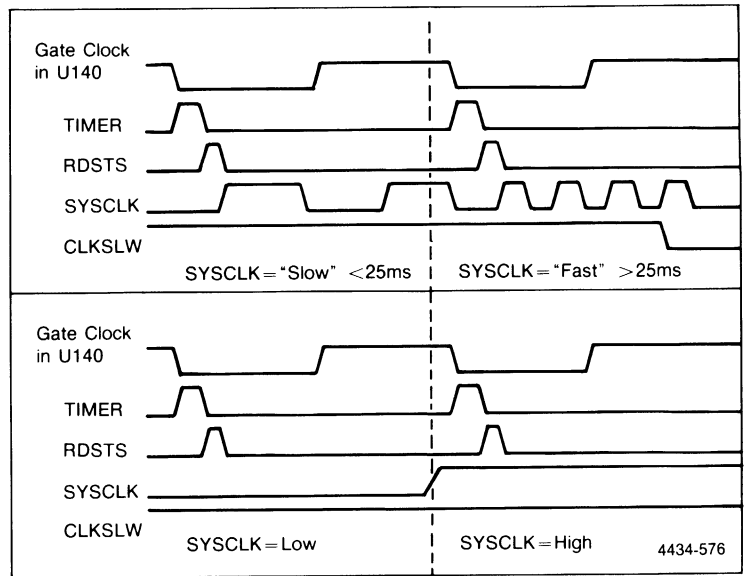 Gate Clock
in U140
TIMER
RDSTS
SYSCLK
CLKSLW
SYSCLK="Slow" <25ms
SYSCLK="Fast" >25ms
Gate Clock
in U140
TIMER
RDSTS
SYSCLK
CLKSLW
SYSCLK=Low
SYSCLK=High
4434-576